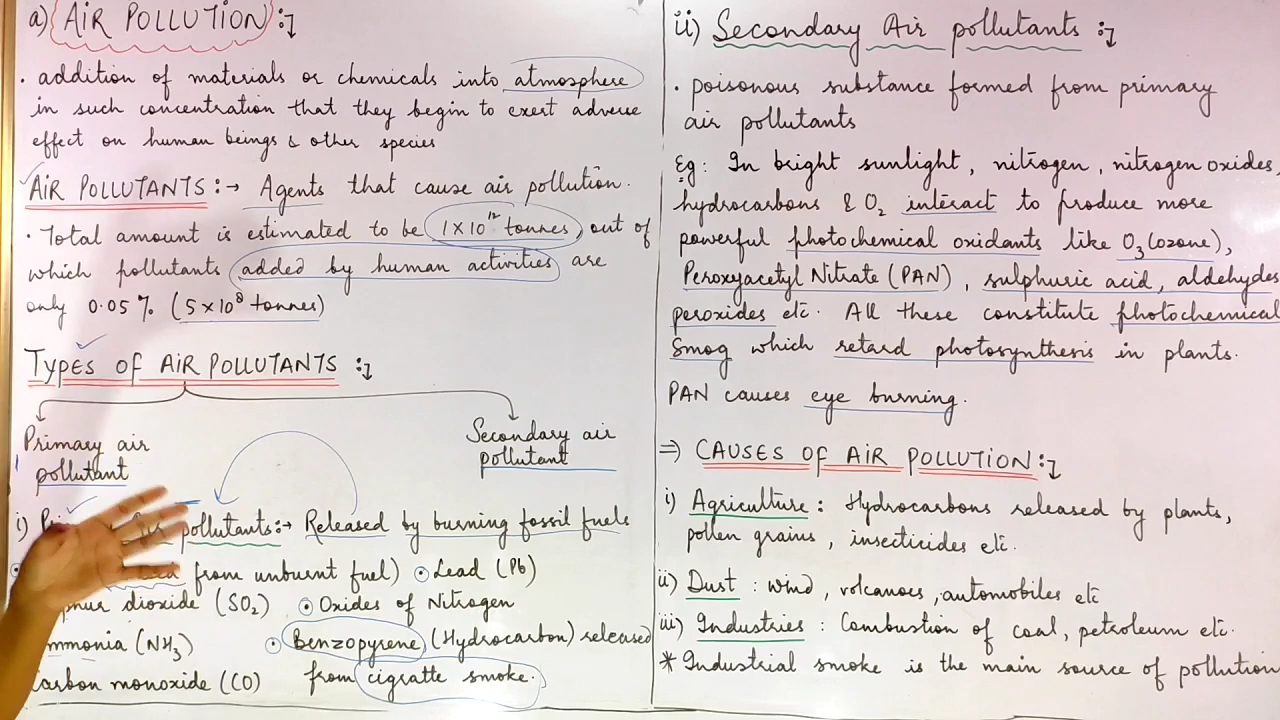 a) AIR POLLUTION :↴
· addition of materials or chemicals into atmosphere
in such concentration that they begin to exert adverse
effect on human beings & other species
AIR POLLUTANTS :→ Agents that cause air pollution.
· Total amount is estimated to be 1×10¹² tonnes, out of
which pollutants added by human activities are
only 0.05% (5×10⁸ tonnes)
TYPES OF AIR POLLUTANTS :↴
Primary air
pollutant
Secondary air
pollutant
i) air pollutants:→ Released by burning fossil fuels
from unburnt fuel) ⊙ Lead (Pb)
dioxide (SO₂) ⊙ Oxides of Nitrogen
mmonia (NH₃) ⊙ Benzopyrene (Hydrocarbon) released
arbon monoxide (CO) from cigratte smoke.
ii) Secondary Air pollutants :↴
· poisonous substance formed from primary
air pollutants
Eg: In bright sunlight, nitrogen, nitrogen oxides,
hydrocarbons & O₂ interact to produce more
powerful photochemical oxidants like O₃ (ozone),
Peroxyacetyl Nitrate (PAN), sulphuric acid, aldehydes
peroxides etc. All these constitute photochemical
Smog which retard photosynthesis in plants.
PAN causes eye burning.
⇒ CAUSES OF AIR POLLUTION :↴
i) Agriculture : Hydrocarbons released by plants,
pollen grains, insecticides etc.
ii) Dust : wind, volcanoes, automobiles etc
iii) Industries : Combustion of coal, petroleum etc.
* Industrial smoke is the main source of pollution